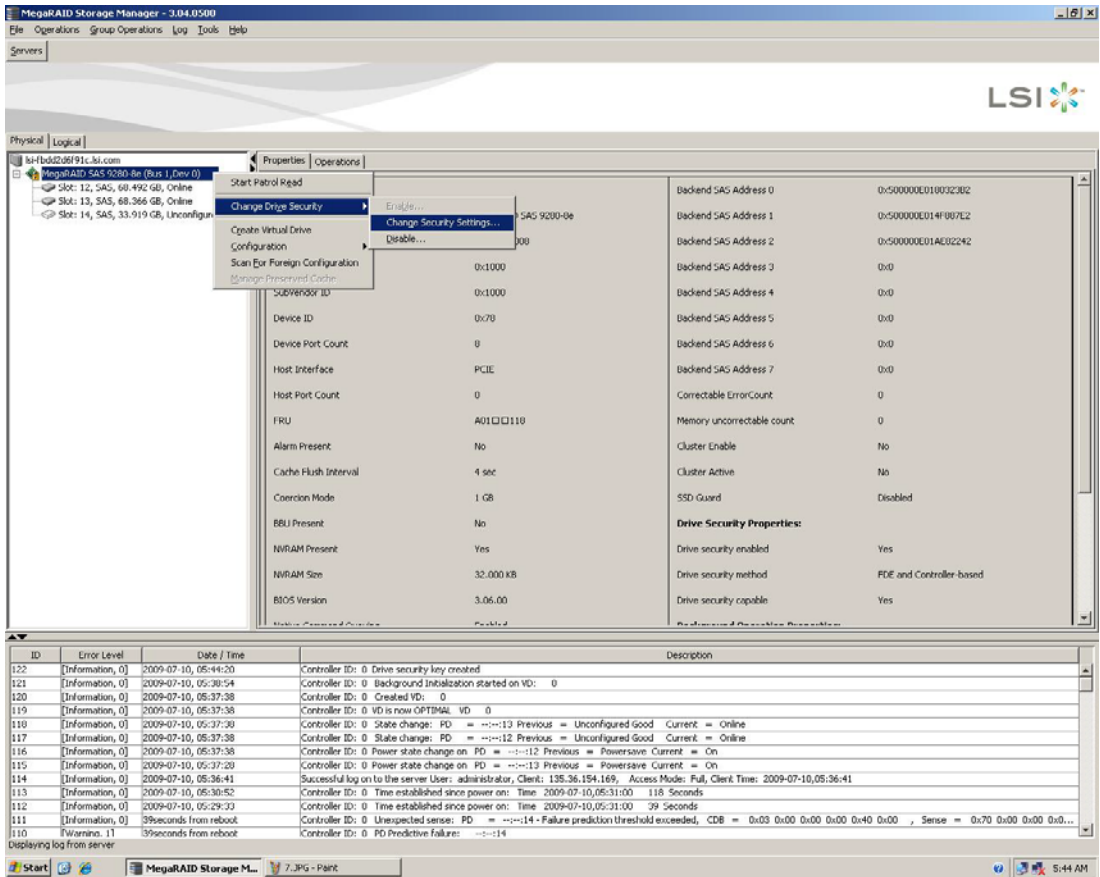 MegaRAID Storage Manager - 3.04.0500
File Operations Group Operations Log Tools Help
Servers
LSI
Physical Logical
lsi-fbdd2d6f91c.lsi.com
MegaRAID SAS 9280-8e (Bus 1,Dev 0)
Slot: 12, SAS, 68.492 GB, Online
Slot: 13, SAS, 68.366 GB, Online
Slot: 14, SAS, 33.919 GB, Unconfigur
Start Patrol Read
Change Drive Security
Create Virtual Drive
Configuration
Scan For Foreign Configuration
Manage Preserved Cache
Enable...
Change Security Settings...
Disable...
Properties Operations
SAS 9280-8e
0x1000
SubVendor ID 0x1000
Device ID 0x78
Device Port Count 8
Host Interface PCIE
Host Port Count 0
FRU A01□□118
Alarm Present No
Cache Flush Interval 4 sec
Coercion Mode 1 GB
BBU Present No
NVRAM Present Yes
NVRAM Size 32.000 KB
BIOS Version 3.06.00
Native Command Queuing Enabled
Backend SAS Address 0
Backend SAS Address 1
Backend SAS Address 2
Backend SAS Address 3 0x0
Backend SAS Address 4 0x0
Backend SAS Address 5 0x0
Backend SAS Address 6 0x0
Backend SAS Address 7 0x0
Correctable ErrorCount 0
Memory uncorrectable count 0
Cluster Enable No
Cluster Active No
SSD Guard Disabled
Drive Security Properties:
Drive security enabled Yes
Drive security method FDE and Controller-based
Drive security capable Yes
Background Operation Properties:
ID Error Level Date / Time Description
122 [Information, 0] 2009-07-10, 05:44:20 Controller ID: 0 Drive security key created
121 [Information, 0] 2009-07-10, 05:38:54 Controller ID: 0 Background Initialization started on VD: 0
120 [Information, 0] 2009-07-10, 05:37:38 Controller ID: 0 Created VD: 0
119 [Information, 0] 2009-07-10, 05:37:38 Controller ID: 0 VD is now OPTIMAL VD 0
118 [Information, 0] 2009-07-10, 05:37:38 Controller ID: 0 State change: PD = --:--:13 Previous = Unconfigured Good Current = Online
117 [Information, 0] 2009-07-10, 05:37:38 Controller ID: 0 State change: PD = --:--:12 Previous = Unconfigured Good Current = Online
116 [Information, 0] 2009-07-10, 05:37:38 Controller ID: 0 Power state change on PD = --:--:12 Previous = Powersave Current = On
115 [Information, 0] 2009-07-10, 05:37:28 Controller ID: 0 Power state change on PD = --:--:13 Previous = Powersave Current = On
114 [Information, 0] 2009-07-10, 05:36:41 Successful log on to the server User: administrator, Client: 135.36.154.169, Access Mode: Full, Client Time: 2009-07-10,05:36:41
113 [Information, 0] 2009-07-10, 05:30:52 Controller ID: 0 Time established since power on: Time 2009-07-10,05:31:00 118 Seconds
112 [Information, 0] 2009-07-10, 05:29:33 Controller ID: 0 Time established since power on: Time 2009-07-10,05:31:00 39 Seconds
111 [Information, 0] 39seconds from reboot Controller ID: 0 Unexpected sense: PD = --:--:14 - Failure prediction threshold exceeded, CDB = 0x03 0x00 0x00 0x00 0x40 0x00 , Sense = 0x70 0x00 0x00 0x0...
110 [Warning, 1] 39seconds from reboot Controller ID: 0 PD Predictive failure: --:--:14
Displaying log from server
Start MegaRAID Storage M... 7.JPG - Paint 5:44 AM